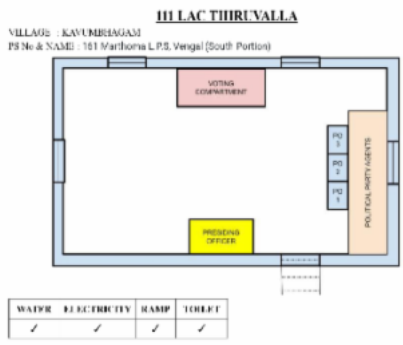 111 LAC THIRUVALLA
VILLAGE : KAVUMBHAGAM
PS No & NAME : 161 Marthoma L.P.S, Vengal (South Portion)
VOTING
COMPARTMENT
PO
3
PO
2
PO
1
POLITICAL PARTY AGENTS
PRESIDING
OFFICER
WATER ELECTRICITY RAMP TOILET
✓ ✓ ✓ ✓